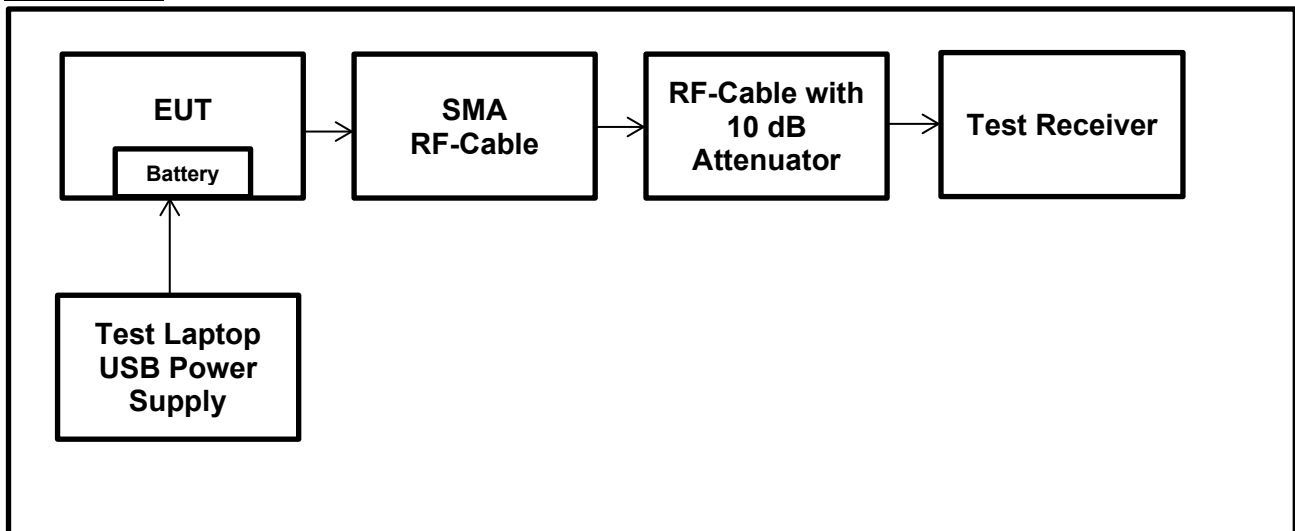 EUT
Battery
SMA
RF-Cable
RF-Cable with
10 dB
Attenuator
Test Receiver
Test Laptop
USB Power
Supply